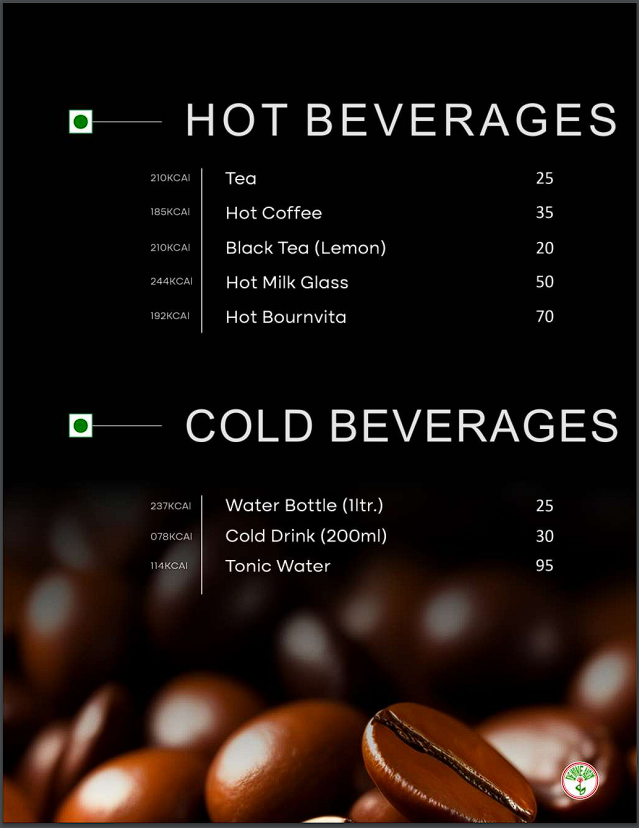 HOT BEVERAGES
210KCAl Tea 25
185KCAl Hot Coffee 35
210KCAl Black Tea (Lemon) 20
244KCAl Hot Milk Glass 50
192KCAl Hot Bournvita 70
COLD BEVERAGES
237KCAl Water Bottle (1ltr.) 25
078KCAl Cold Drink (200ml) 30
114KCAl Tonic Water 95